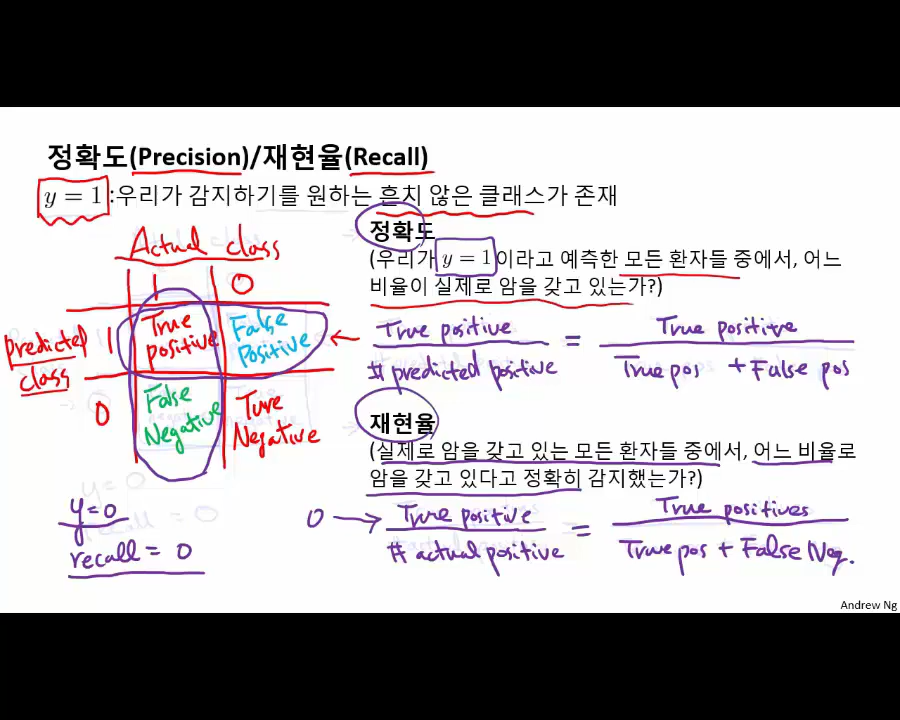 정확도(Precision)/재현율(Recall)
y = 1 :우리가 감지하기를 원하는 흔치 않은 클래스가 존재
Actual class
1 0
Predicted class
1 True positive False Positive
0 False Negative Ture Negative
y=0
recall = 0
정확도
(우리가 y = 1 이라고 예측한 모든 환자들 중에서, 어느
비율이 실제로 암을 갖고 있는가?)
True positive = True positive
# predicted positive True pos + False pos
재현율
(실제로 암을 갖고 있는 모든 환자들 중에서, 어느 비율로
암을 갖고 있다고 정확히 감지했는가?)
0 → True positive = True positives
# actual positive True pos + False Neg.
Andrew Ng